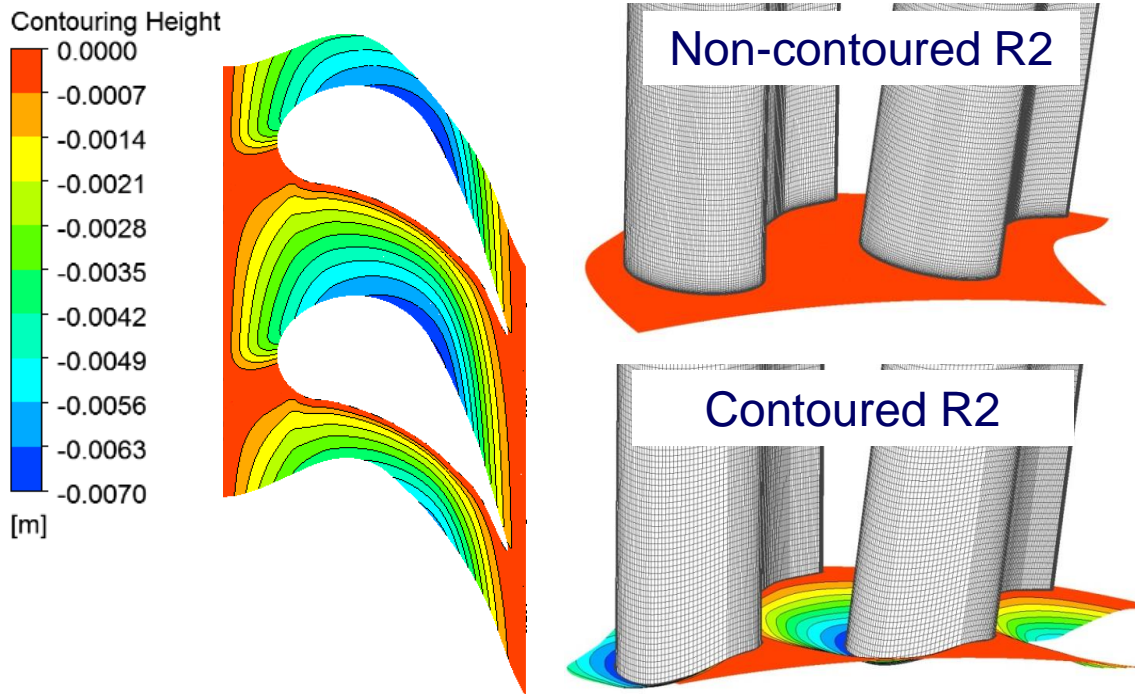 Contouring Height
0.0000
-0.0007
-0.0014
-0.0021
-0.0028
-0.0035
-0.0042
-0.0049
-0.0056
-0.0063
-0.0070
[m]
Non-contoured R2
Contoured R2